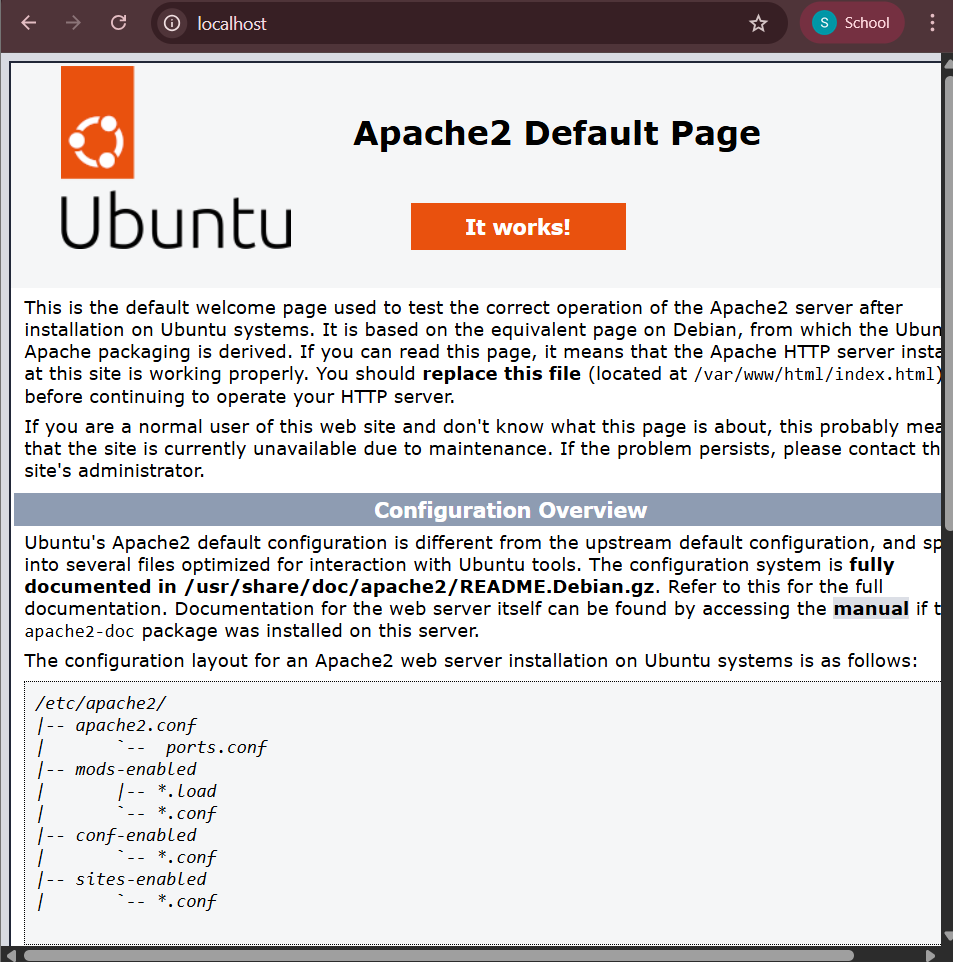 localhost
S School
Ubuntu
Apache2 Default Page
It works!
This is the default welcome page used to test the correct operation of the Apache2 server after
installation on Ubuntu systems. It is based on the equivalent page on Debian, from which the Ubun
Apache packaging is derived. If you can read this page, it means that the Apache HTTP server insta
at this site is working properly. You should replace this file (located at /var/www/html/index.html)
before continuing to operate your HTTP server.
If you are a normal user of this web site and don't know what this page is about, this probably mea
that the site is currently unavailable due to maintenance. If the problem persists, please contact th
site's administrator.
Configuration Overview
Ubuntu's Apache2 default configuration is different from the upstream default configuration, and sp
into several files optimized for interaction with Ubuntu tools. The configuration system is fully
documented in /usr/share/doc/apache2/README.Debian.gz. Refer to this for the full
documentation. Documentation for the web server itself can be found by accessing the manual if t
apache2-doc package was installed on this server.
The configuration layout for an Apache2 web server installation on Ubuntu systems is as follows:
/etc/apache2/
|-- apache2.conf
|       `--  ports.conf
|-- mods-enabled
|       |-- *.load
|       `-- *.conf
|-- conf-enabled
|       `-- *.conf
|-- sites-enabled
|       `-- *.conf